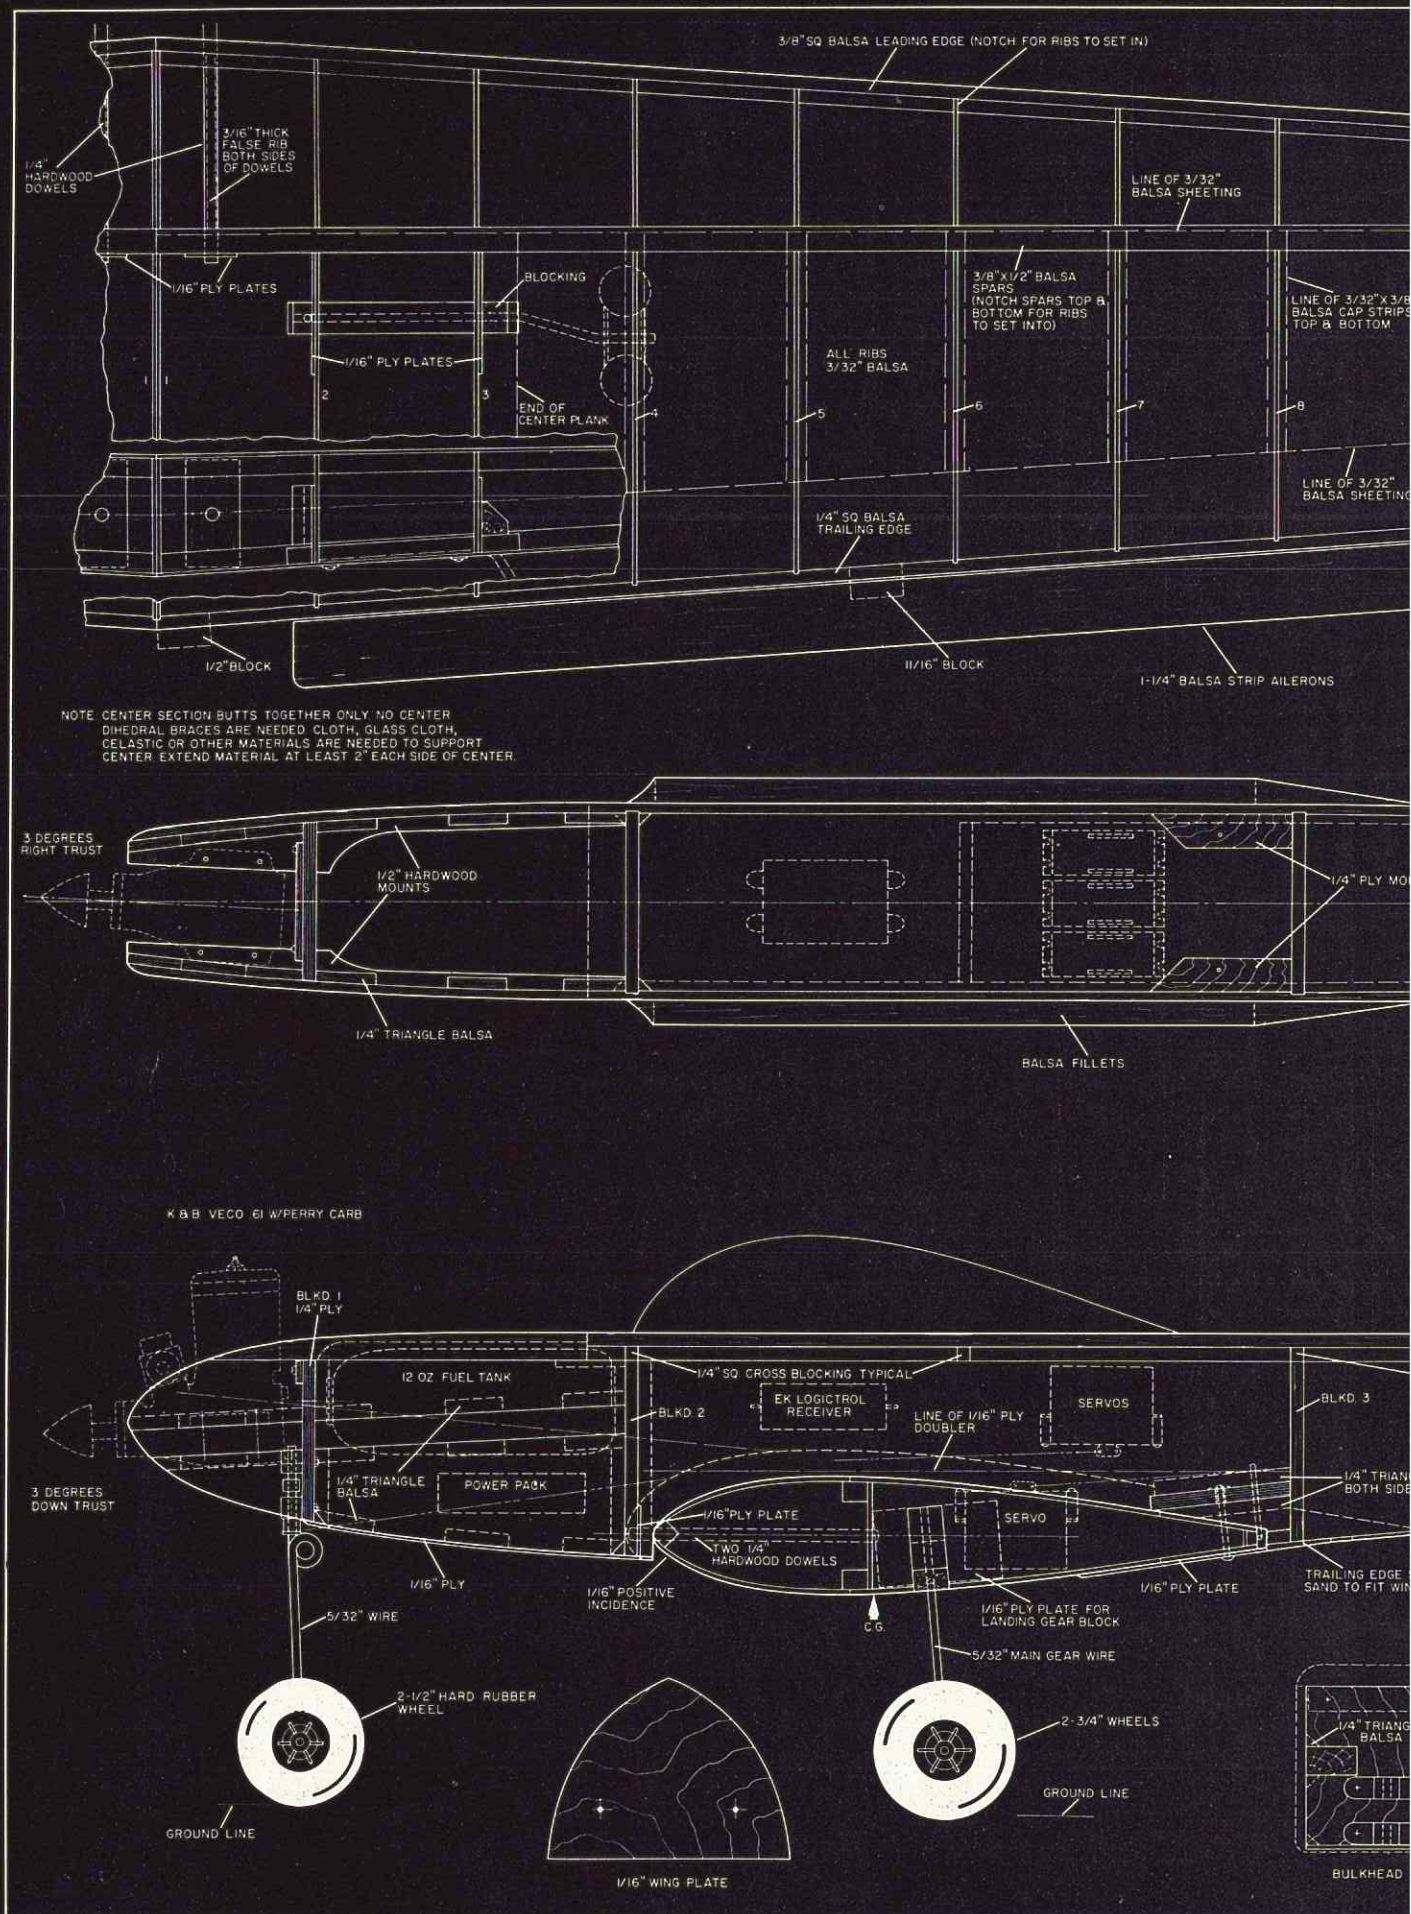 3/8" SQ BALSA LEADING EDGE (NOTCH FOR RIBS TO SET IN)
3/16" THICK
FALSE RIB
BOTH SIDES
OF DOWELS
1/4"
HARDWOOD
DOWELS
LINE OF 3/32"
BALSA SHEETING
1/16" PLY PLATES
BLOCKING
3/8" X 1/2" BALSA
SPARS
(NOTCH SPARS TOP &
BOTTOM FOR RIBS
TO SET INTO)
LINE OF 3/32" X 3/8
BALSA CAP STRIPS
TOP & BOTTOM
1/16" PLY PLATES
ALL RIBS
3/32" BALSA
1
2
3
4
5
6
7
8
END OF
CENTER PLANK
LINE OF 3/32"
BALSA SHEETING
1/4" SQ BALSA
TRAILING EDGE
1/2" BLOCK
11/16" BLOCK
1-1/4" BALSA STRIP AILERONS
NOTE CENTER SECTION BUTTS TOGETHER ONLY NO CENTER
DIHEDRAL BRACES ARE NEEDED CLOTH, GLASS CLOTH,
CELASTIC OR OTHER MATERIALS ARE NEEDED TO SUPPORT
CENTER EXTEND MATERIAL AT LEAST 2" EACH SIDE OF CENTER.
3 DEGREES
RIGHT TRUST
1/2" HARDWOOD
MOUNTS
1/4" PLY MO
1/4" TRIANGLE BALSA
BALSA FILLETS
K & B VECO .61 W/PERRY CARB
BLKD. 1
1/4" PLY
12 OZ. FUEL TANK
1/4" SQ. CROSS BLOCKING TYPICAL
EK LOGICTROL
RECEIVER
SERVOS
BLKD. 2
BLKD. 3
LINE OF 1/16" PLY
DOUBLER
3 DEGREES
DOWN TRUST
1/4" TRIANGLE
BALSA
POWER PACK
1/4" TRIAN
BOTH SIDE
1/16" PLY PLATE
SERVO
TWO 1/4"
HARDWOOD DOWELS
1/16" PLY
1/16" POSITIVE
INCIDENCE
1/16" PLY PLATE
TRAILING EDGE
SAND TO FIT WIN
C.G.
1/16" PLY PLATE FOR
LANDING GEAR BLOCK
5/32" WIRE
5/32" MAIN GEAR WIRE
2-1/2" HARD RUBBER
WHEEL
2-3/4" WHEELS
1/4" TRIANG
BALSA
GROUND LINE
GROUND LINE
1/16" WING PLATE
BULKHEAD